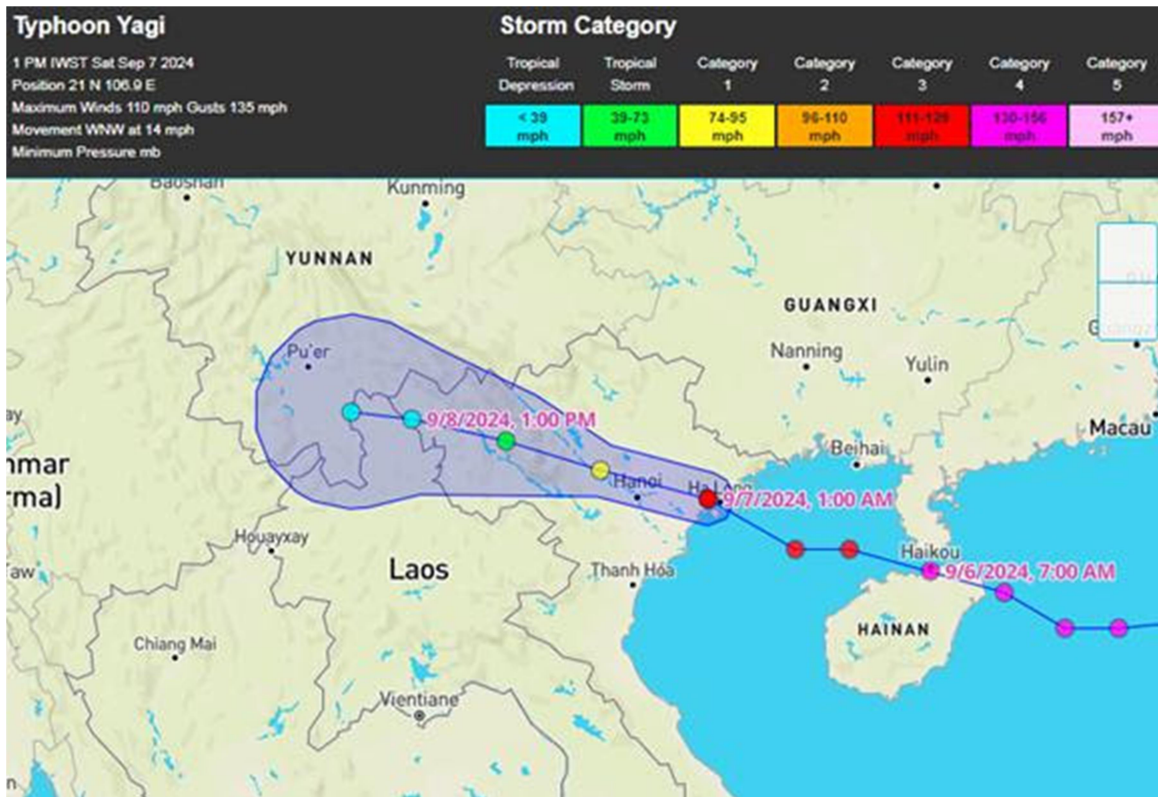 Typhoon Yagi
1 PM IWST Sat Sep 7 2024
Position 21 N 106.9 E
Maximum Winds 110 mph Gusts 135 mph
Movement WNW at 14 mph
Minimum Pressure mb
Storm Category
Tropical Depression
Tropical Storm
Category 1
Category 2
Category 3
Category 4
Category 5
< 39 mph
39-73 mph
74-95 mph
96-110 mph
111-129 mph
130-156 mph
157+ mph
Baoshan
Kunming
YUNNAN
GUANGXI
Pu'er
Nanning
Yulin
9/8/2024, 1:00 PM
Macau
Beihai
nmar
rma)
Hanoi
9/7/2024, 1:00 AM
Houayxay
Haikou
Laos
Thanh Hóa
9/6/2024, 7:00 AM
HAINAN
Chiang Mai
Vientiane